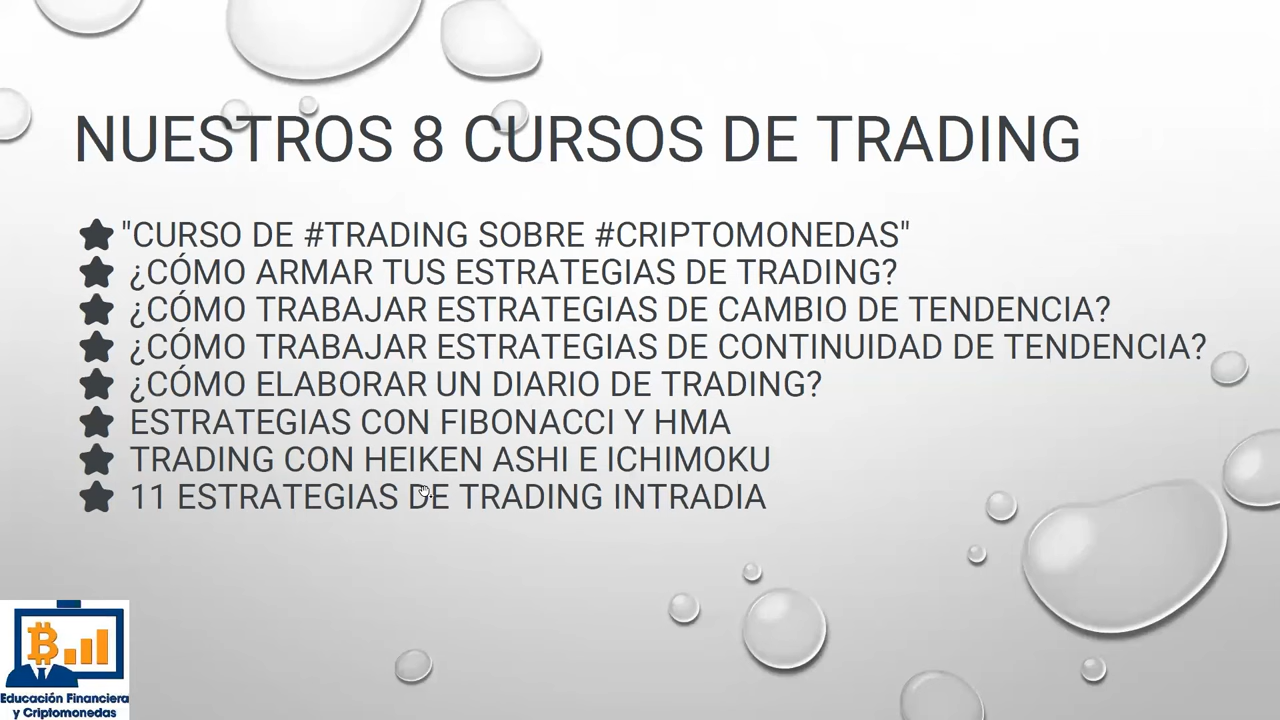 NUESTROS 8 CURSOS DE TRADING
"CURSO DE #TRADING SOBRE #CRIPTOMONEDAS"
¿CÓMO ARMAR TUS ESTRATEGIAS DE TRADING?
¿CÓMO TRABAJAR ESTRATEGIAS DE CAMBIO DE TENDENCIA?
¿CÓMO TRABAJAR ESTRATEGIAS DE CONTINUIDAD DE TENDENCIA?
¿CÓMO ELABORAR UN DIARIO DE TRADING?
ESTRATEGIAS CON FIBONACCI Y HMA
TRADING CON HEIKEN ASHI E ICHIMOKU
11 ESTRATEGIAS DE TRADING INTRADIA
Educación Financiera
y Criptomonedas